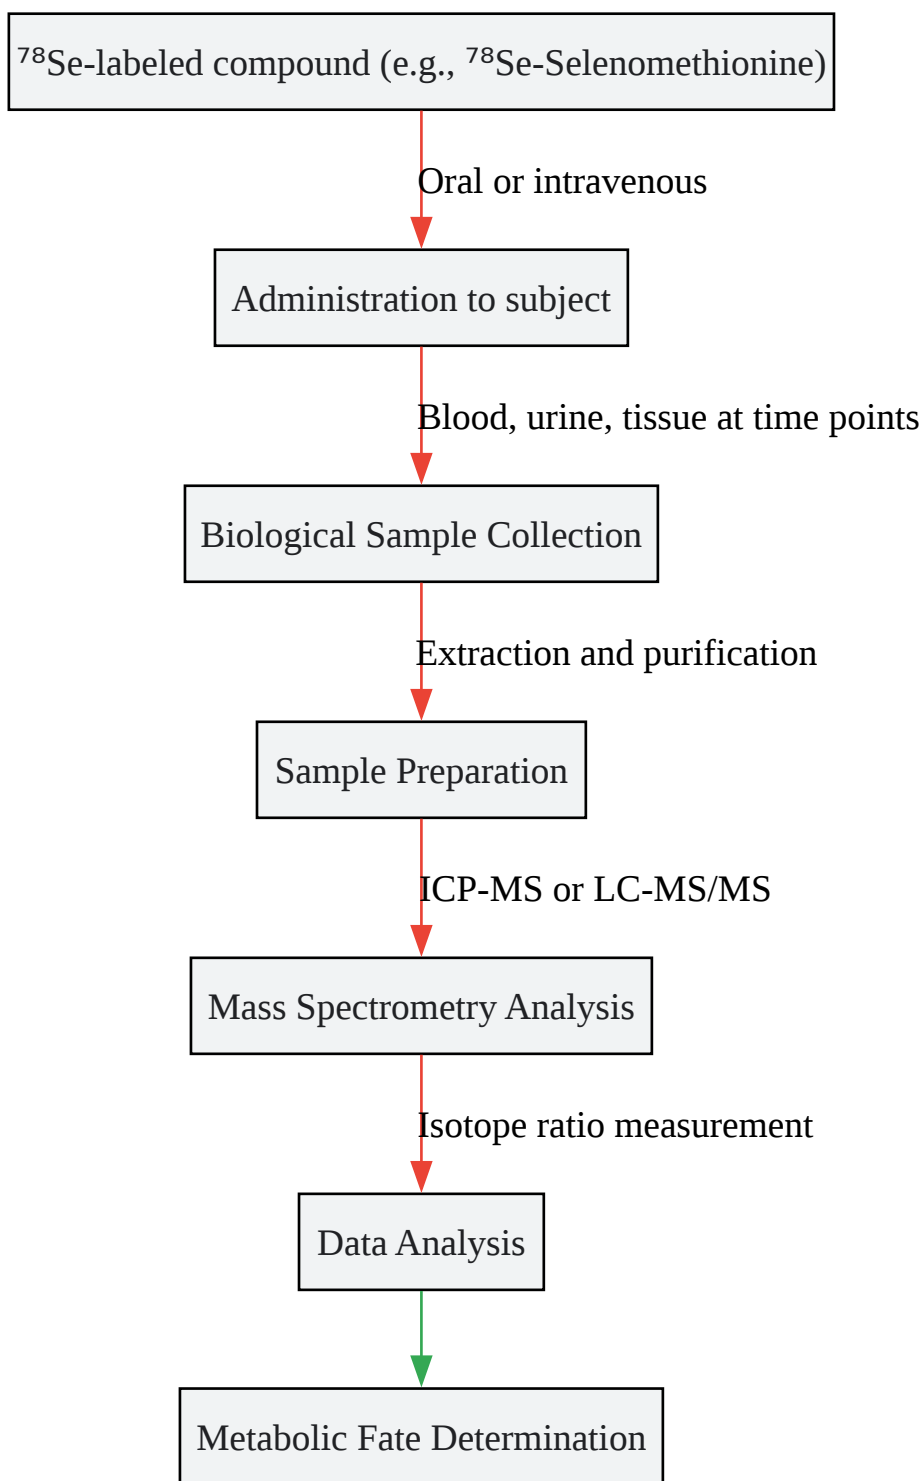 ⁷⁸Se-labeled compound (e.g., ⁷⁸Se-Selenomethionine)
Oral or intravenous
Administration to subject
Blood, urine, tissue at time points
Biological Sample Collection
Extraction and purification
Sample Preparation
ICP-MS or LC-MS/MS
Mass Spectrometry Analysis
Isotope ratio measurement
Data Analysis
Metabolic Fate Determination